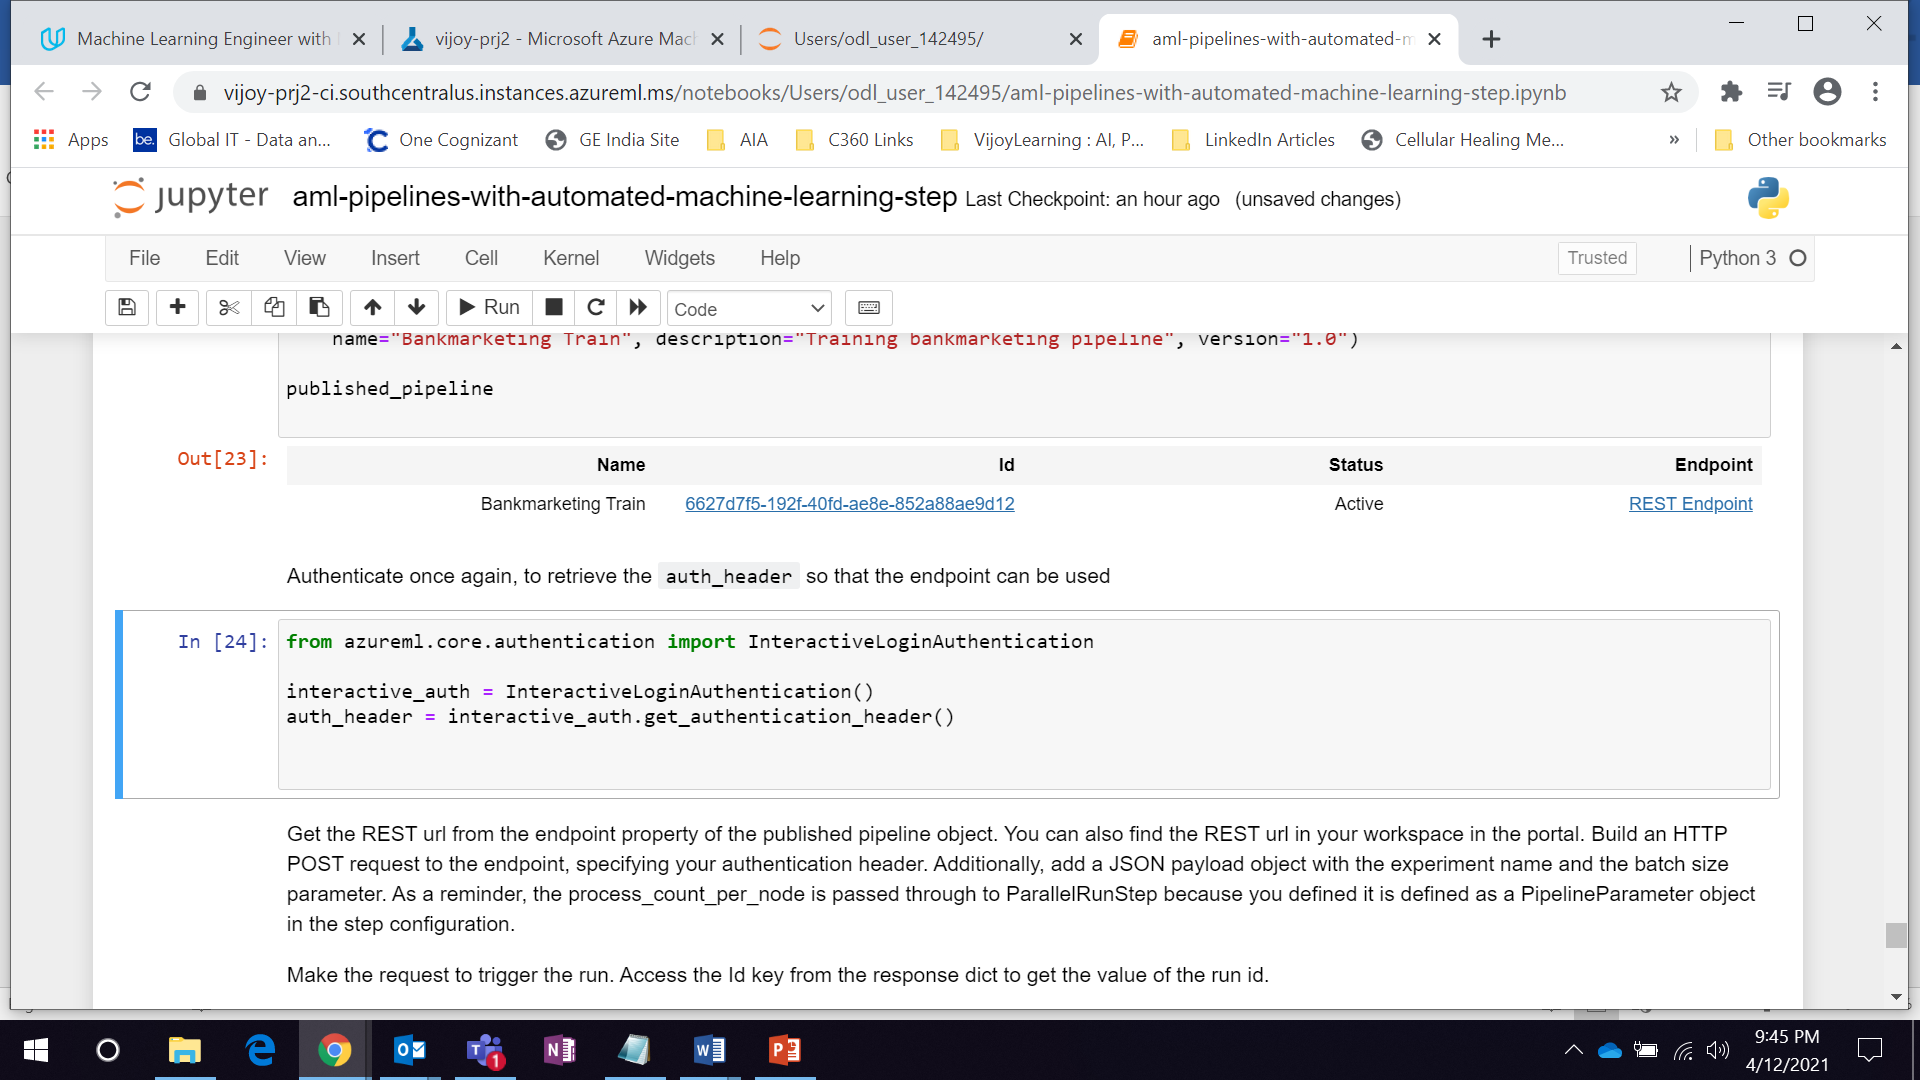 Machine Learning Engineer with
vijoy-prj2 - Microsoft Azure Mac
Users/odl_user_142495/
aml-pipelines-with-automated-m
vijoy-prj2-ci.southcentralus.instances.azureml.ms/notebooks/Users/odl_user_142495/aml-pipelines-with-automated-machine-learning-step.ipynb
Apps
be. Global IT - Data an...
One Cognizant
GE India Site
AIA
C360 Links
VijoyLearning : AI, P...
LinkedIn Articles
Cellular Healing Me...
»
Other bookmarks
jupyter aml-pipelines-with-automated-machine-learning-step Last Checkpoint: an hour ago (unsaved changes)
File Edit View Insert Cell Kernel Widgets Help Trusted Python 3
Run Code
name="Bankmarketing Train", description="Training bankmarketing pipeline", version="1.0")
published_pipeline
Out[23]:
Name Id Status Endpoint
Bankmarketing Train 6627d7f5-192f-40fd-ae8e-852a88ae9d12 Active REST Endpoint
Authenticate once again, to retrieve the auth_header so that the endpoint can be used
In [24]: from azureml.core.authentication import InteractiveLoginAuthentication
interactive_auth = InteractiveLoginAuthentication()
auth_header = interactive_auth.get_authentication_header()
Get the REST url from the endpoint property of the published pipeline object. You can also find the REST url in your workspace in the portal. Build an HTTP
POST request to the endpoint, specifying your authentication header. Additionally, add a JSON payload object with the experiment name and the batch size
parameter. As a reminder, the process_count_per_node is passed through to ParallelRunStep because you defined it is defined as a PipelineParameter object
in the step configuration.
Make the request to trigger the run. Access the Id key from the response dict to get the value of the run id.
1
9:45 PM
4/12/2021